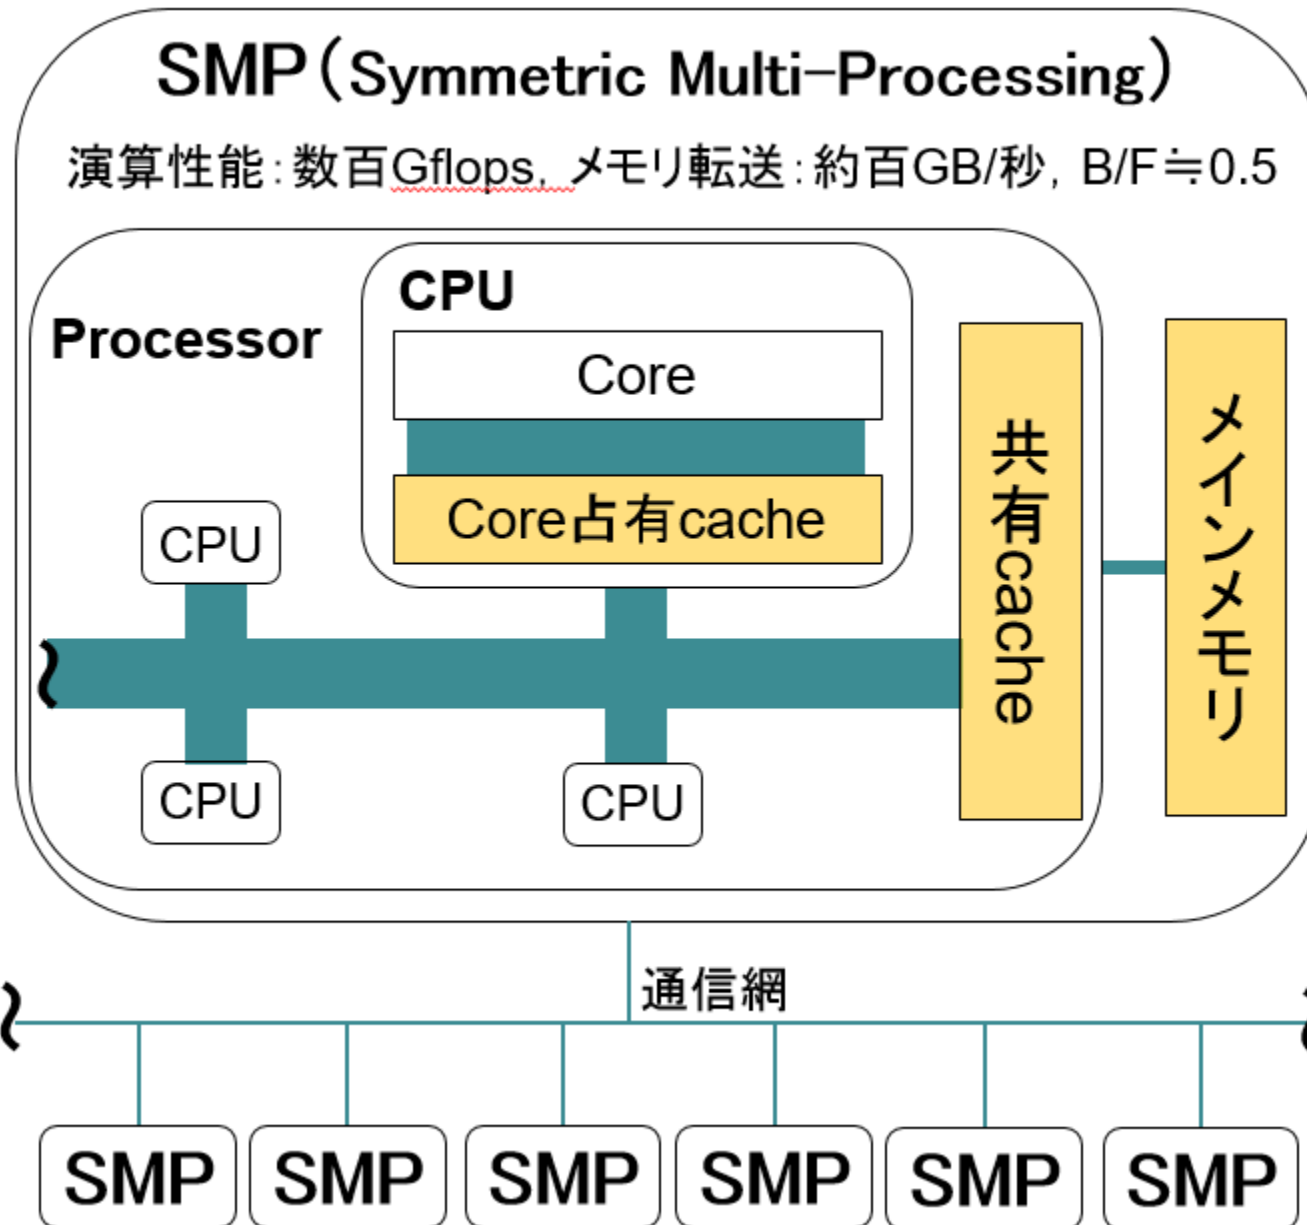 SMP(Symmetric Multi-Processing)
演算性能:数百Gflops, メモリ転送:約百GB/秒, B/F≒0.5
Processor
CPU
Core
Core占有cache
共有cache
メインメモリ
CPU
CPU
CPU
通信網
SMP
SMP
SMP
SMP
SMP
SMP